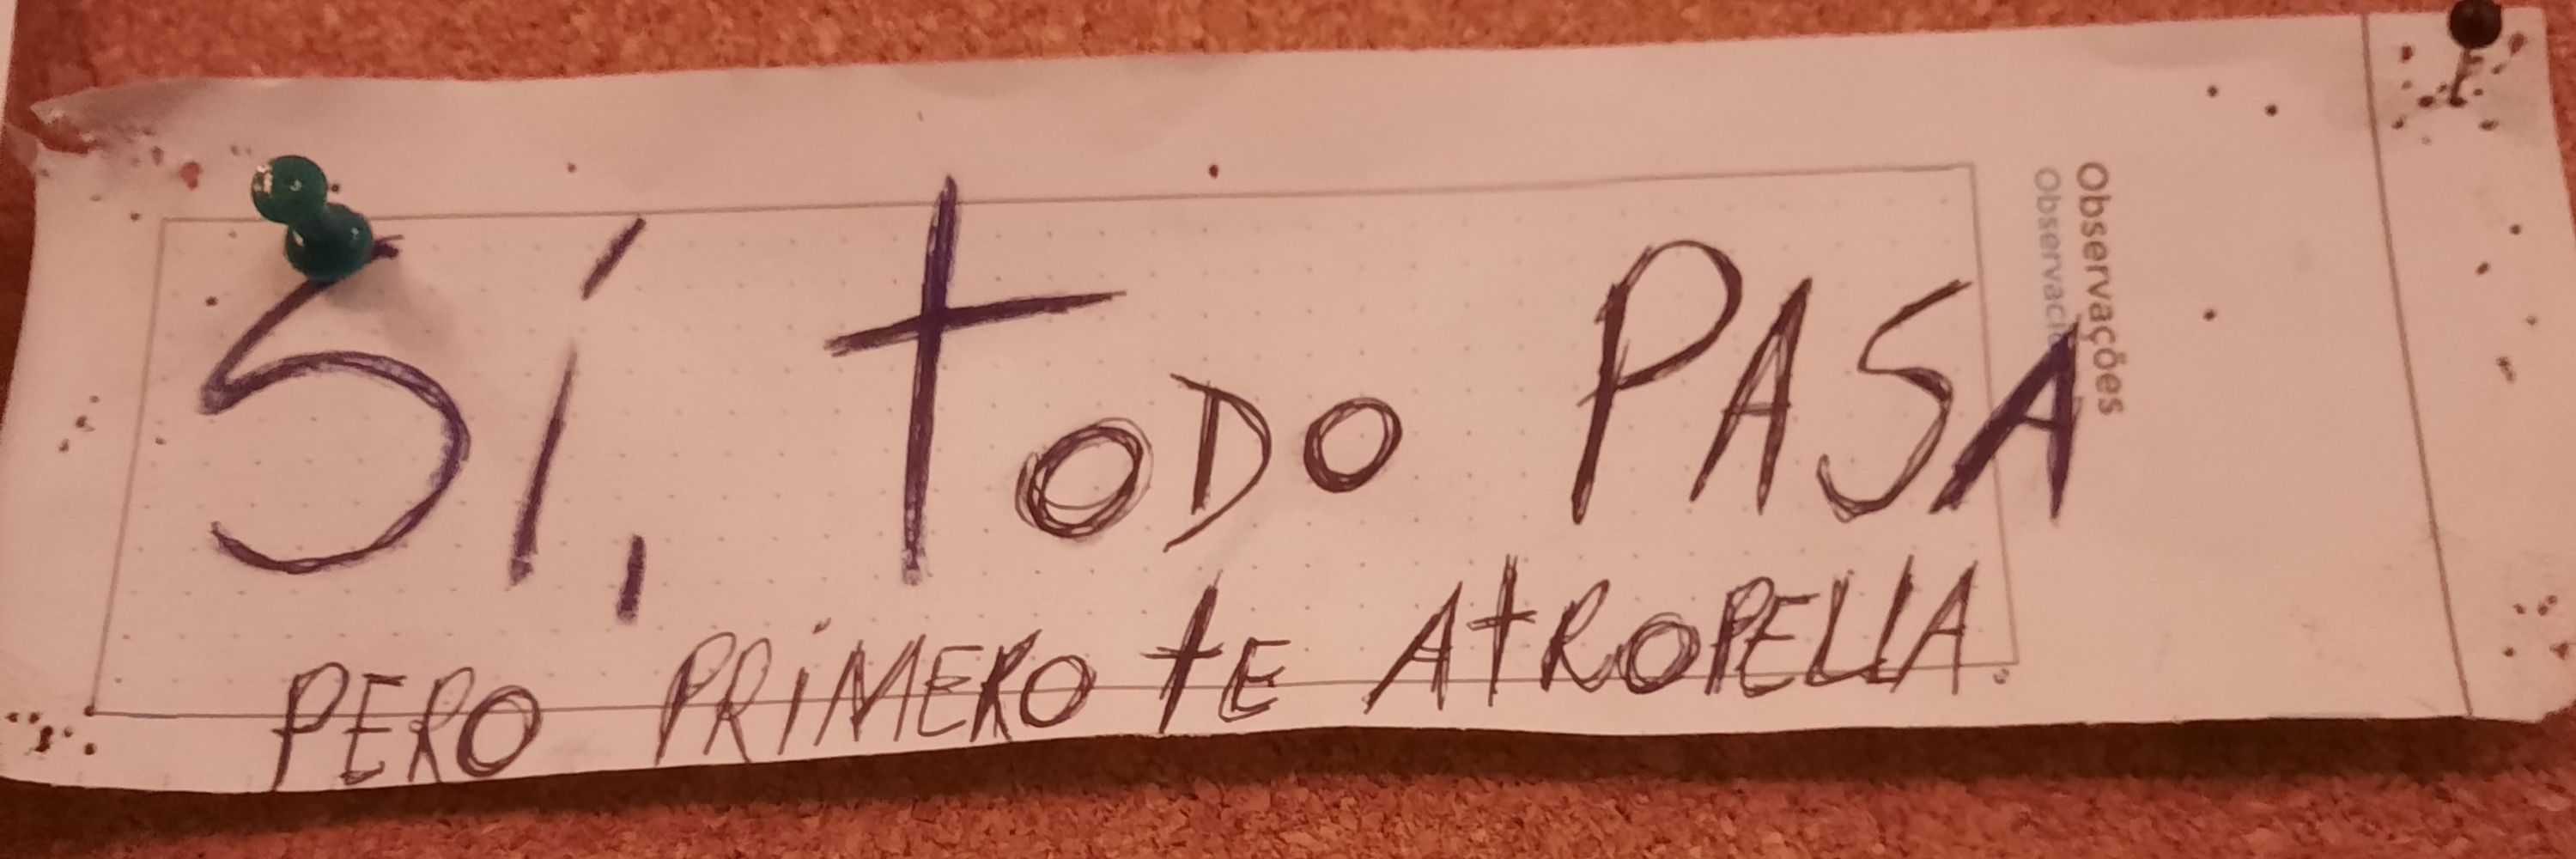 Sí, todo PASA
PERO PRiMERO tE AtROPELLA.
Observações